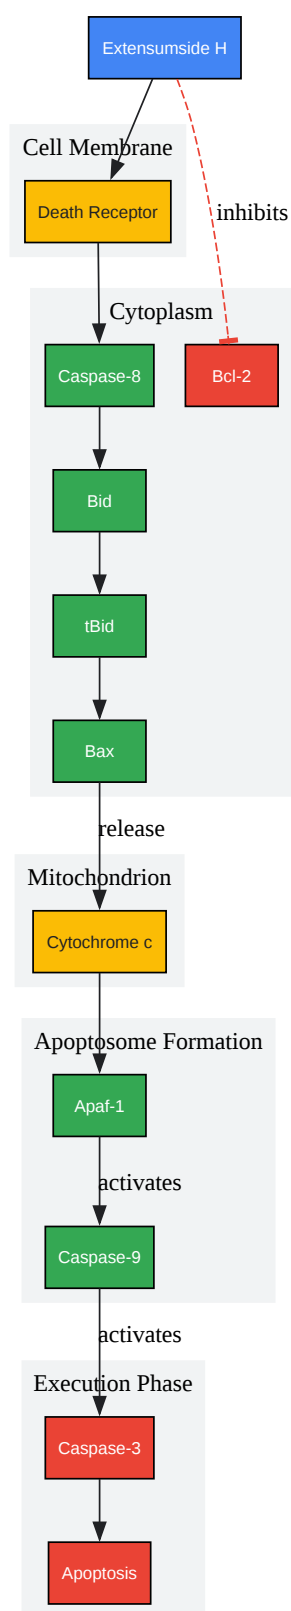 Extensumside H
Cell Membrane
Death Receptor
inhibits
Cytoplasm
Caspase-8
Bcl-2
Bid
tBid
Bax
release
Mitochondrion
Cytochrome c
Apoptosome Formation
Apaf-1
activates
Caspase-9
activates
Execution Phase
Caspase-3
Apoptosis